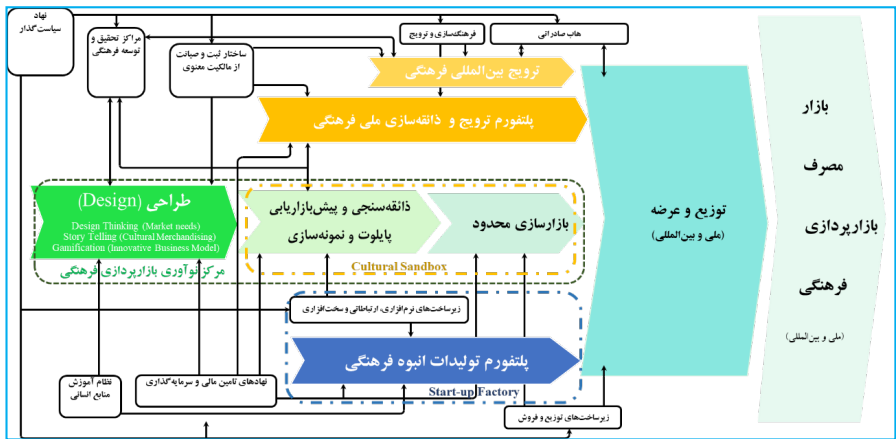 نهاد
سیاست‌گذار
مراکز تحقیق و
توسعه فرهنگی
ساختار ثبت و صیانت
از مالکیت معنوی
فرهنگ‌سازی و ترویج
هاب صادراتی
ترویج بین‌المللی فرهنگی
پلتفورم ترویج و ذائقه‌سازی ملی فرهنگی
طراحی (Design)
Design Thinking (Market needs)
Story Telling (Cultural Merchandising)
Gamification (Innovative Business Model)
مرکز نوآوری بازارپردازی فرهنگی
ذائقه‌سنجی و پیش‌بازاریابی
پایلوت و نمونه‌سازی
بازارسازی محدود
Cultural Sandbox
زیرساخت‌های نرم‌افزاری، ارتباطاتی و سخت‌افزاری
پلتفورم تولیدات انبوه فرهنگی
Start-up Factory
نظام آموزش
منابع انسانی
نهادهای تامین مالی و سرمایه‌گذاری
زیرساخت‌های توزیع و فروش
توزیع و عرضه
(ملی و بین‌المللی)
بازار
مصرف
بازارپردازی
فرهنگی
(ملی و بین‌المللی)